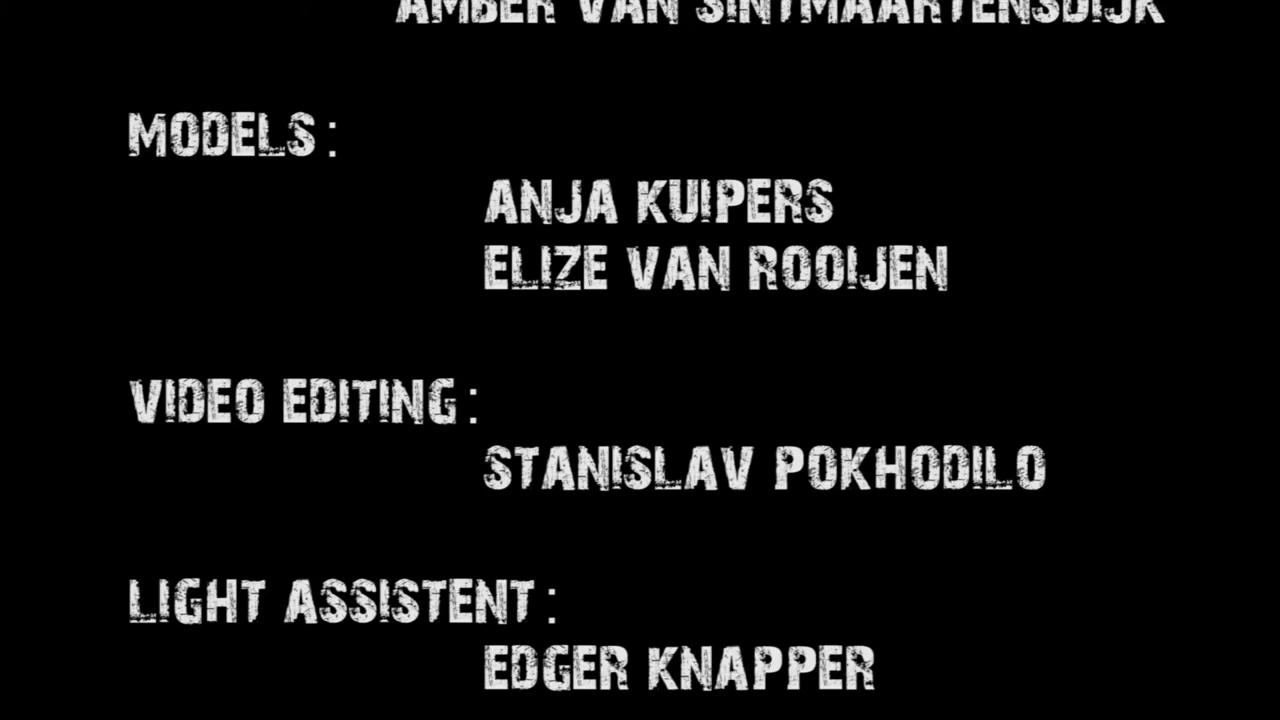 AMBER VAN SINTMAARTENSDIJK
MODELS:
ANJA KUIPERS
ELIZE VAN ROOIJEN
VIDEO EDITING:
STANISLAV POKHODILO
LIGHT ASSISTENT:
EDGER KNAPPER